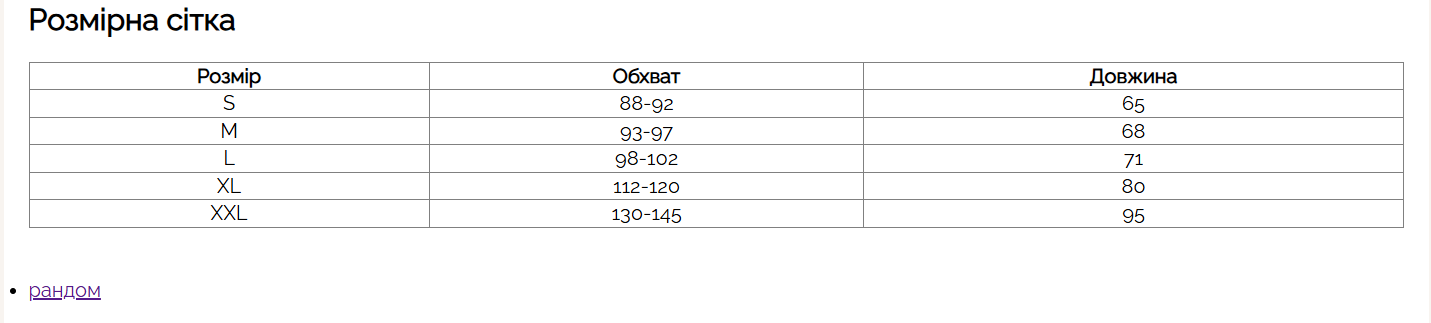 Розмірна сітка
Розмір Обхват Довжина
S 88-92 65
M 93-97 68
L 98-102 71
XL 112-120 80
XXL 130-145 95
рандом